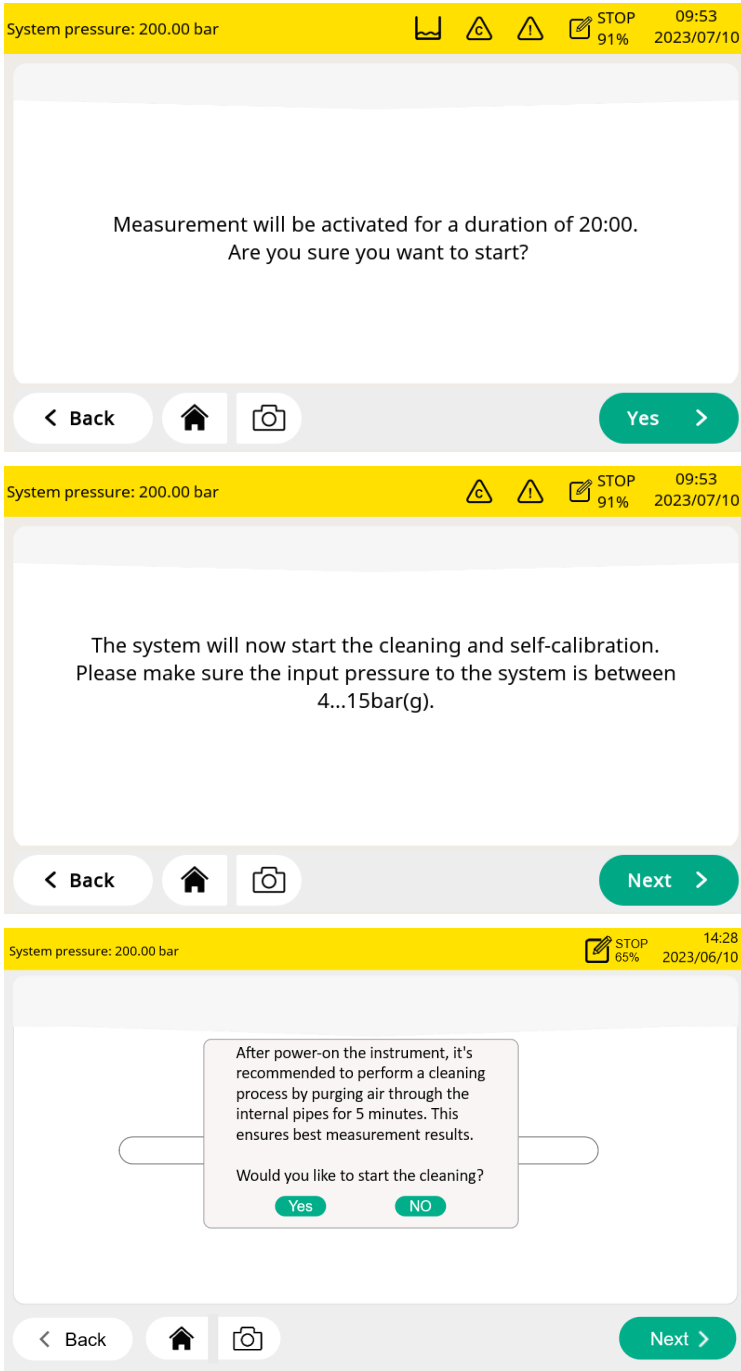 System pressure: 200.00 bar
C
!
STOP
91%
09:53
2023/07/10
Measurement will be activated for a duration of 20:00.
Are you sure you want to start?
Back
Yes
System pressure: 200.00 bar
C
!
STOP
91%
09:53
2023/07/10
The system will now start the cleaning and self-calibration.
Please make sure the input pressure to the system is between
4...15bar(g).
Back
Next
System pressure: 200.00 bar
STOP
65%
14:28
2023/06/10
After power-on the instrument, it's
recommended to perform a cleaning
process by purging air through the
internal pipes for 5 minutes. This
ensures best measurement results.
Would you like to start the cleaning?
Yes
NO
Back
Next